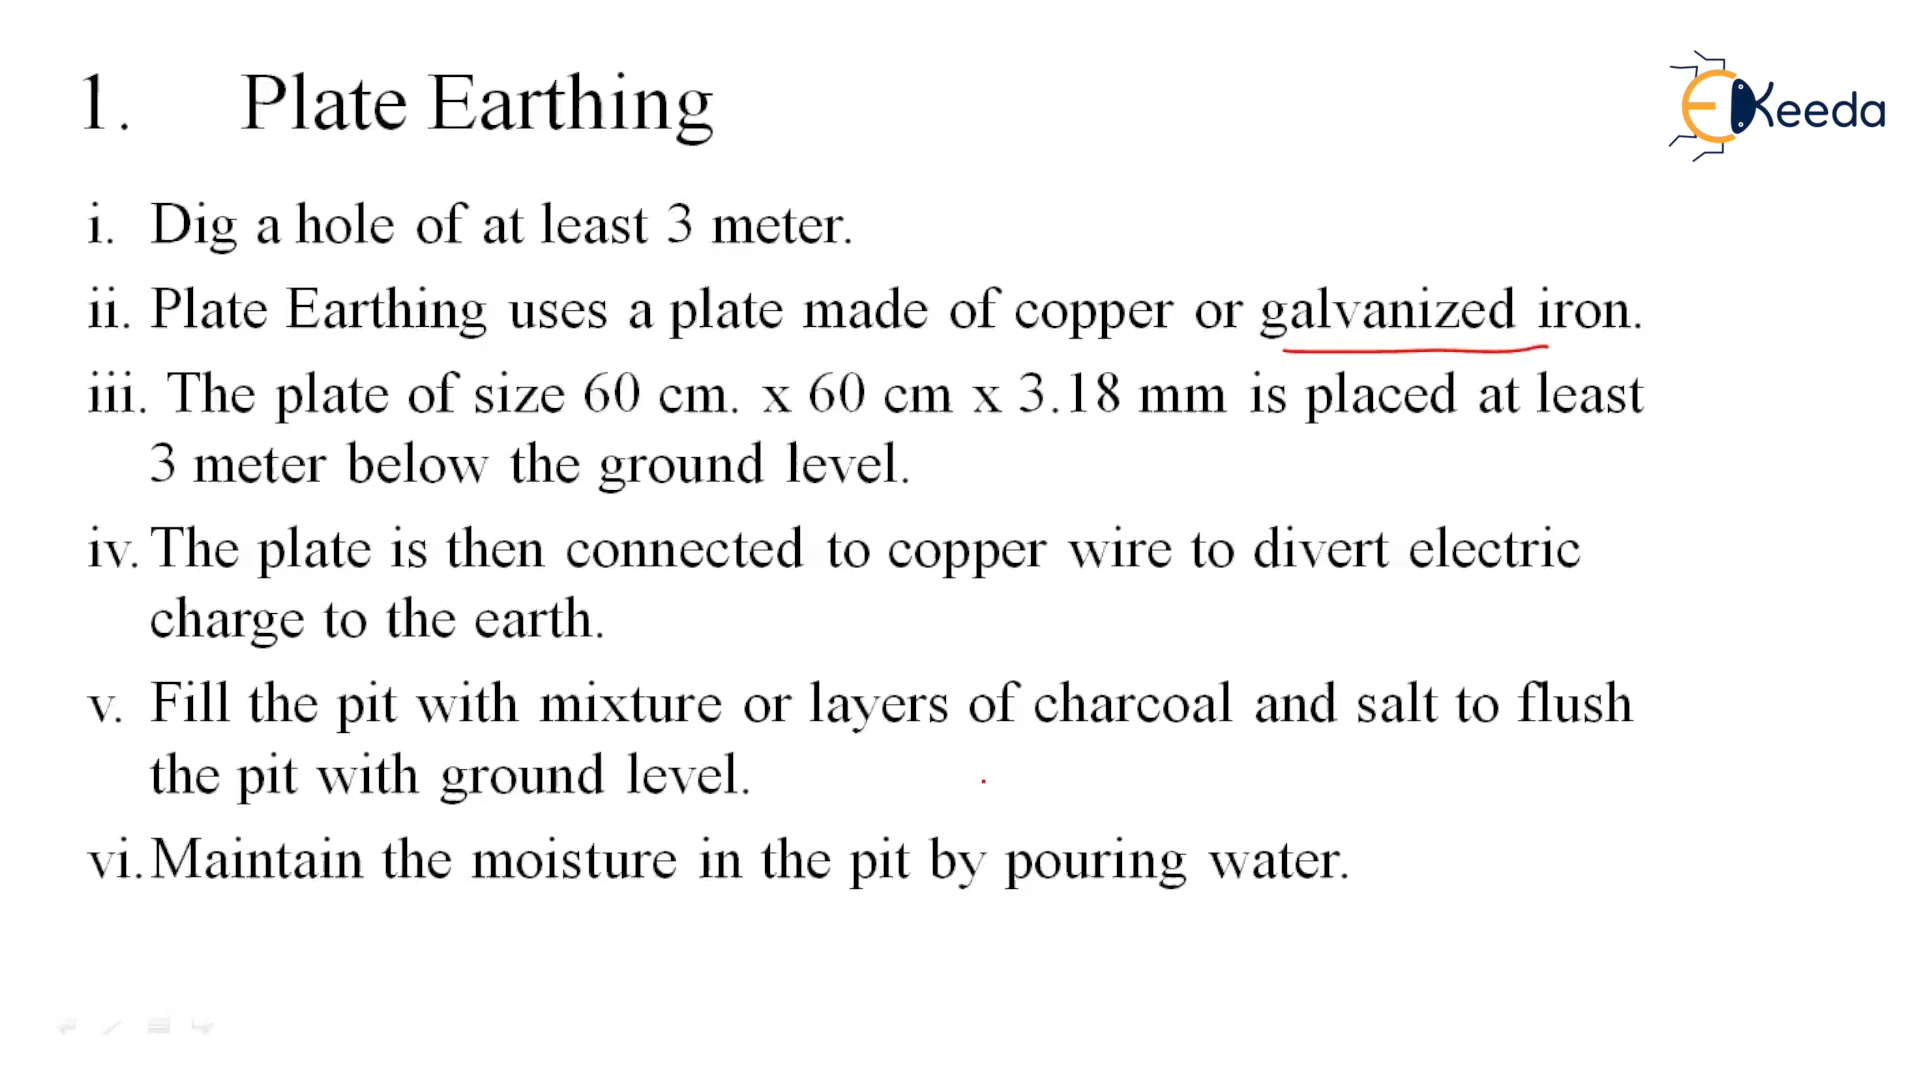 1. Plate Earthing
EKeeda
i. Dig a hole of at least 3 meter.
ii. Plate Earthing uses a plate made of copper or galvanized iron.
iii. The plate of size 60 cm. x 60 cm x 3.18 mm is placed at least
3 meter below the ground level.
iv. The plate is then connected to copper wire to divert electric
charge to the earth.
v. Fill the pit with mixture or layers of charcoal and salt to flush
the pit with ground level.
vi. Maintain the moisture in the pit by pouring water.